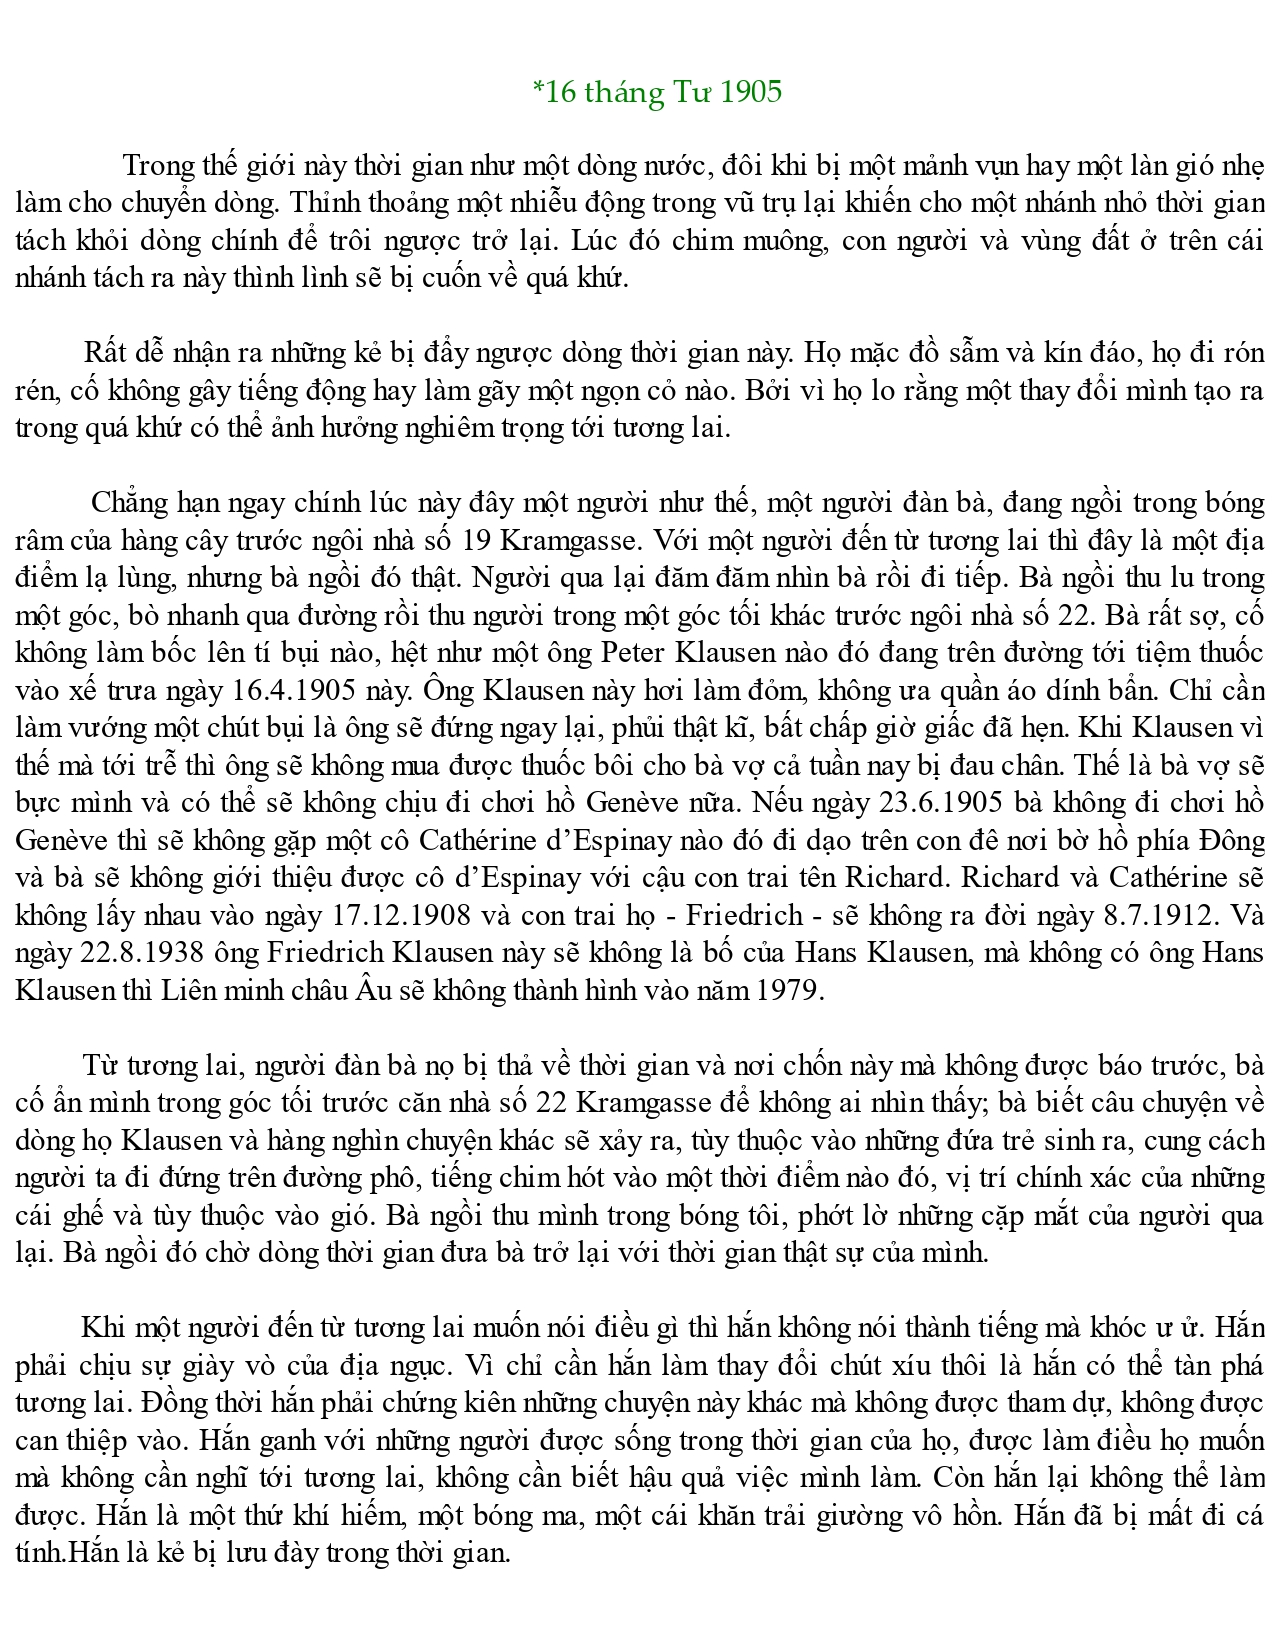 *16 tháng Tư 1905
Trong thế giới này thời gian như một dòng nước, đôi khi bị một mảnh vụn hay một làn gió nhẹ
làm cho chuyển dòng. Thỉnh thoảng một nhiễu động trong vũ trụ lại khiến cho một nhánh nhỏ thời gian
tách khỏi dòng chính để trôi ngược trở lại. Lúc đó chim muông, con người và vùng đất ở trên cái
nhánh tách ra này thình lình sẽ bị cuốn về quá khứ.
Rất dễ nhận ra những kẻ bị đẩy ngược dòng thời gian này. Họ mặc đồ sẫm và kín đáo, họ đi rón
rén, cố không gây tiếng động hay làm gãy một ngọn cỏ nào. Bởi vì họ lo rằng một thay đổi mình tạo ra
trong quá khứ có thể ảnh hưởng nghiêm trọng tới tương lai.
Chẳng hạn ngay chính lúc này đây một người như thế, một người đàn bà, đang ngồi trong bóng
râm của hàng cây trước ngôi nhà số 19 Kramgasse. Với một người đến từ tương lai thì đây là một địa
điểm lạ lùng, nhưng bà ngồi đó thật. Người qua lại đăm đăm nhìn bà rồi đi tiếp. Bà ngồi thu lu trong
một góc, bò nhanh qua đường rồi thu người trong một góc tối khác trước ngôi nhà số 22. Bà rất sợ, cố
không làm bốc lên tí bụi nào, hệt như một ông Peter Klausen nào đó đang trên đường tới tiệm thuốc
vào xế trưa ngày 16.4.1905 này. Ông Klausen này hơi làm đỏm, không ưa quần áo dính bẩn. Chỉ cần
làm vướng một chút bụi là ông sẽ đứng ngay lại, phủi thật kĩ, bất chấp giờ giấc đã hẹn. Khi Klausen vì
thế mà tới trễ thì ông sẽ không mua được thuốc bôi cho bà vợ cả tuần nay bị đau chân. Thế là bà vợ sẽ
bực mình và có thể sẽ không chịu đi chơi hồ Genève nữa. Nếu ngày 23.6.1905 bà không đi chơi hồ
Genève thì sẽ không gặp một cô Cathérine d’Espinay nào đó đi dạo trên con đê nơi bờ hồ phía Đông
và bà sẽ không giới thiệu được cô d’Espinay với cậu con trai tên Richard. Richard và Cathérine sẽ
không lấy nhau vào ngày 17.12.1908 và con trai họ - Friedrich - sẽ không ra đời ngày 8.7.1912. Và
ngày 22.8.1938 ông Friedrich Klausen này sẽ không là bố của Hans Klausen, mà không có ông Hans
Klausen thì Liên minh châu Âu sẽ không thành hình vào năm 1979.
Từ tương lai, người đàn bà nọ bị thả về thời gian và nơi chốn này mà không được báo trước, bà
cố ẩn mình trong góc tối trước căn nhà số 22 Kramgasse để không ai nhìn thấy; bà biết câu chuyện về
dòng họ Klausen và hàng nghìn chuyện khác sẽ xảy ra, tùy thuộc vào những đứa trẻ sinh ra, cung cách
người ta đi đứng trên đường phô, tiếng chim hót vào một thời điểm nào đó, vị trí chính xác của những
cái ghế và tùy thuộc vào gió. Bà ngồi thu mình trong bóng tôi, phớt lờ những cặp mắt của người qua
lại. Bà ngồi đó chờ dòng thời gian đưa bà trở lại với thời gian thật sự của mình.
Khi một người đến từ tương lai muốn nói điều gì thì hắn không nói thành tiếng mà khóc ư ử. Hắn
phải chịu sự giày vò của địa ngục. Vì chỉ cần hắn làm thay đổi chút xíu thôi là hắn có thể tàn phá
tương lai. Đồng thời hắn phải chứng kiên những chuyện này khác mà không được tham dự, không được
can thiệp vào. Hắn ganh với những người được sống trong thời gian của họ, được làm điều họ muốn
mà không cần nghĩ tới tương lai, không cần biết hậu quả việc mình làm. Còn hắn lại không thể làm
được. Hắn là một thứ khí hiếm, một bóng ma, một cái khăn trải giường vô hồn. Hắn đã bị mất đi cá
tính.Hắn là kẻ bị lưu đày trong thời gian.